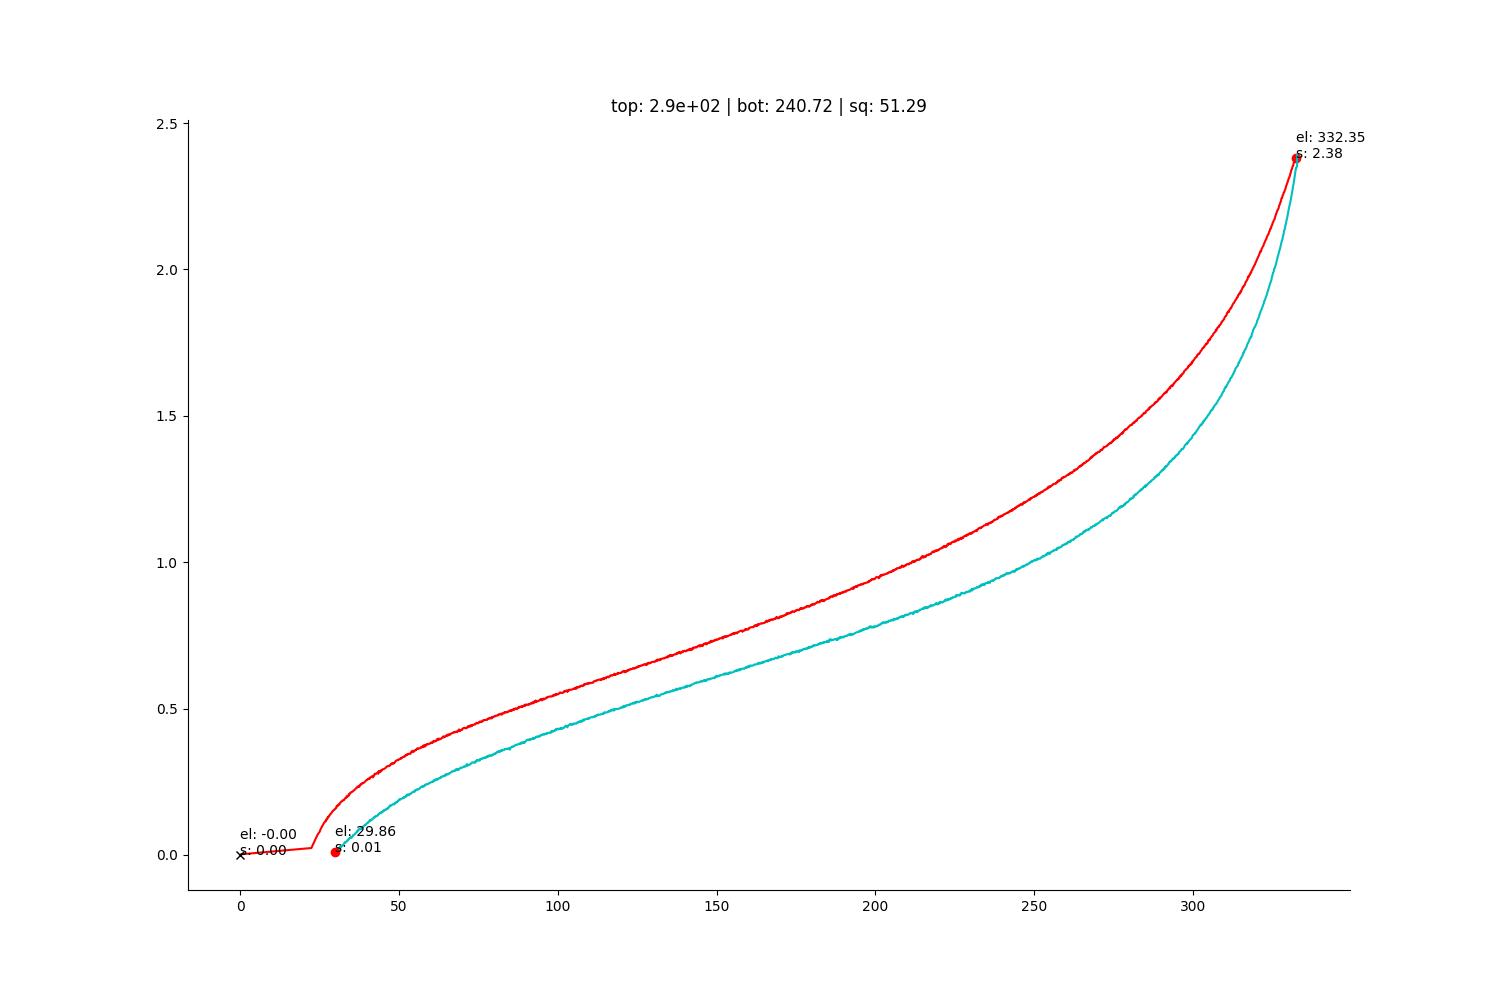 top: 2.9e+02 | bot: 240.72 | sq: 51.29
2.5
el: 332.35
s: 2.38
2.0
1.5
1.0
0.5
el: -0.00
s: 0.00
el: 29.86
s: 0.01
0.0
0 50 100 150 200 250 300